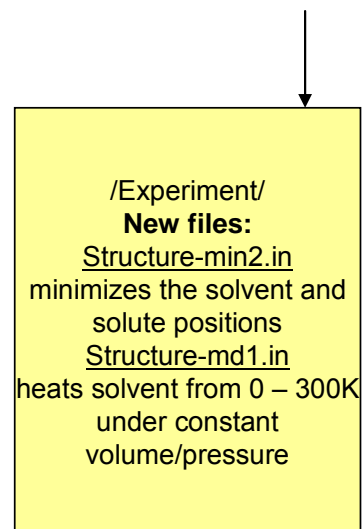 /Experiment/
New files:
Structure-min2.in
minimizes the solvent and
solute positions
Structure-md1.in
heats solvent from 0 – 300K
under constant
volume/pressure